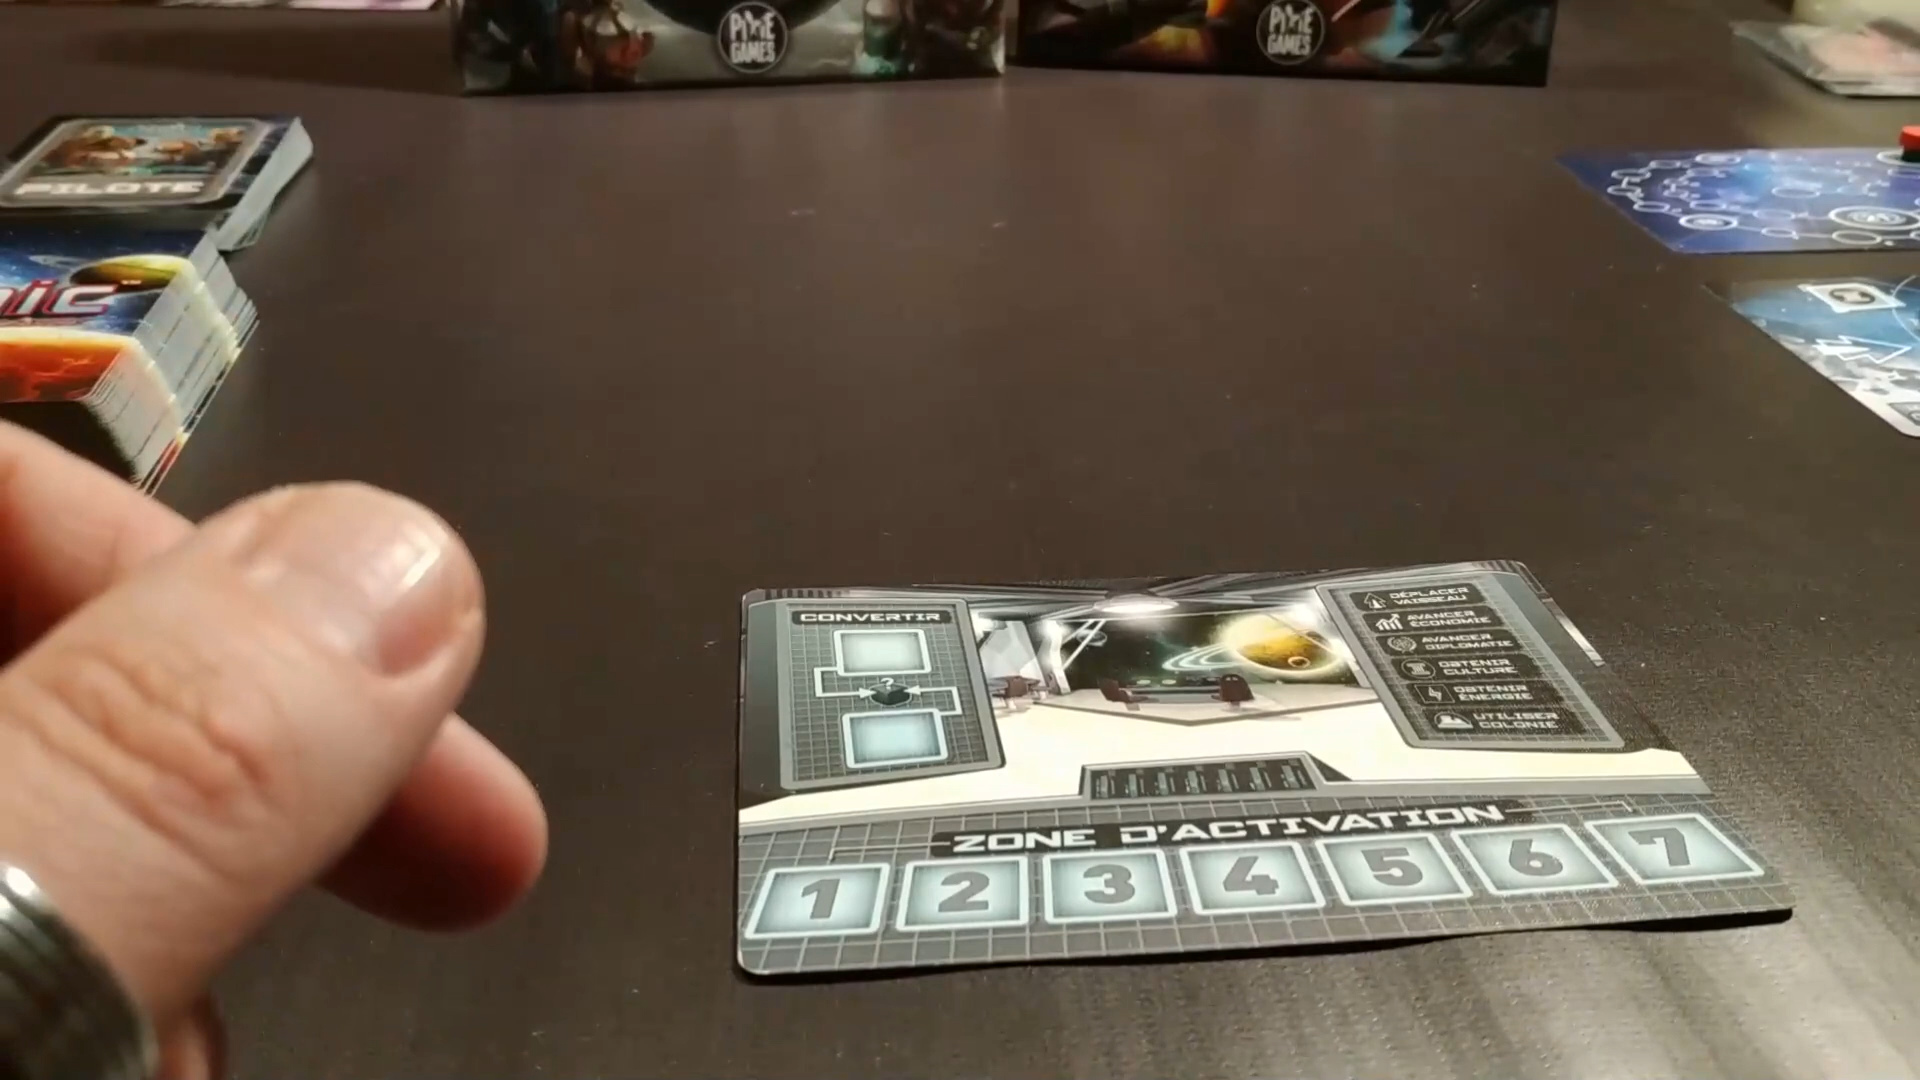 PIXIE
GAMES
PIXIE
GAMES
PILOTE
ic
CONVERTIR
?
DÉPLACER
VAISSEAU
AVANCER
ÉCONOMIE
AVANCER
DIPLOMATIE
OBTENIR
CULTURE
OBTENIR
ÉNERGIE
UTILISER
COLONIE
ZONE D'ACTIVATION
1 2 3 4 5 6 7